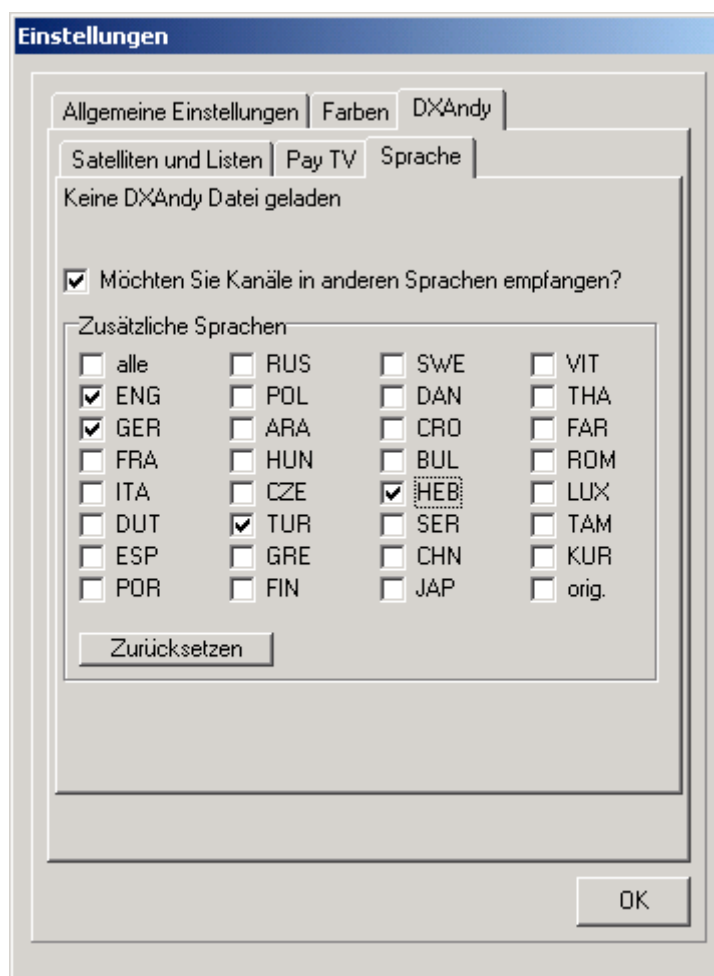 Einstellungen
Allgemeine Einstellungen Farben DXAndy
Satelliten und Listen Pay TV Sprache
Keine DXAndy Datei geladen
Möchten Sie Kanäle in anderen Sprachen empfangen?
Zusätzliche Sprachen
alle RUS SWE VIT
ENG POL DAN THA
GER ARA CRO FAR
FRA HUN BUL ROM
ITA CZE HEB LUX
DUT TUR SER TAM
ESP GRE CHN KUR
POR FIN JAP orig.
Zurücksetzen
OK